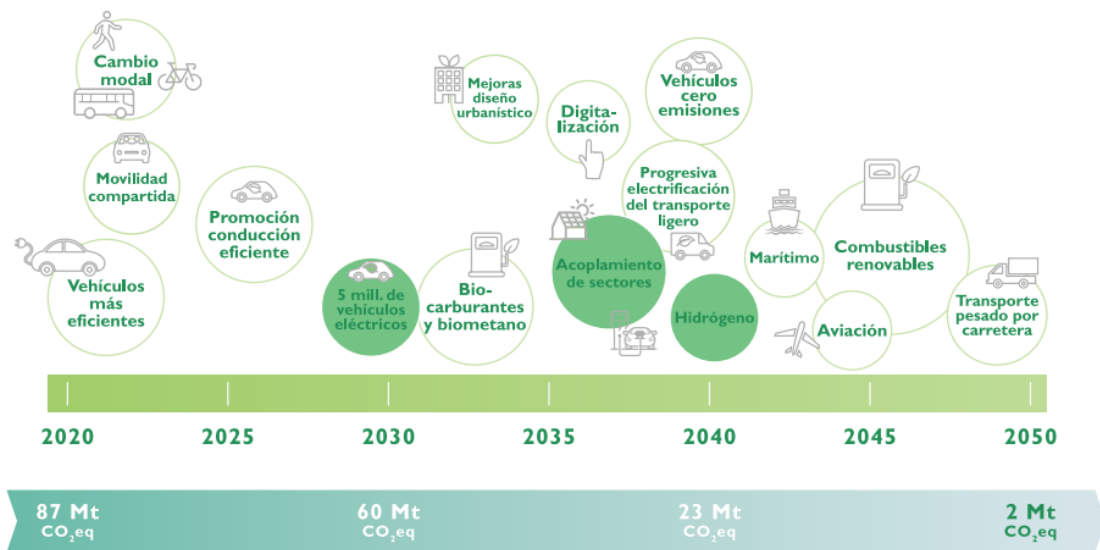 Cambio
modal
Movilidad
compartida
Vehículos
más
eficientes
Promoción
conducción
eficiente
5 mill. de
vehículos
eléctricos
Bio-
carburantes
y biometano
Mejoras
diseño
urbanístico
Digita-
lización
Vehículos
cero
emisiones
Progresiva
electrificación
del transporte
ligero
Acoplamiento
de sectores
Hidrógeno
Marítimo
Combustibles
renovables
Aviación
Transporte
pesado por
carretera
2020 2025 2030 2035 2040 2045 2050
87 Mt 60 Mt 23 Mt 2 Mt
CO₂eq CO₂eq CO₂eq CO₂eq